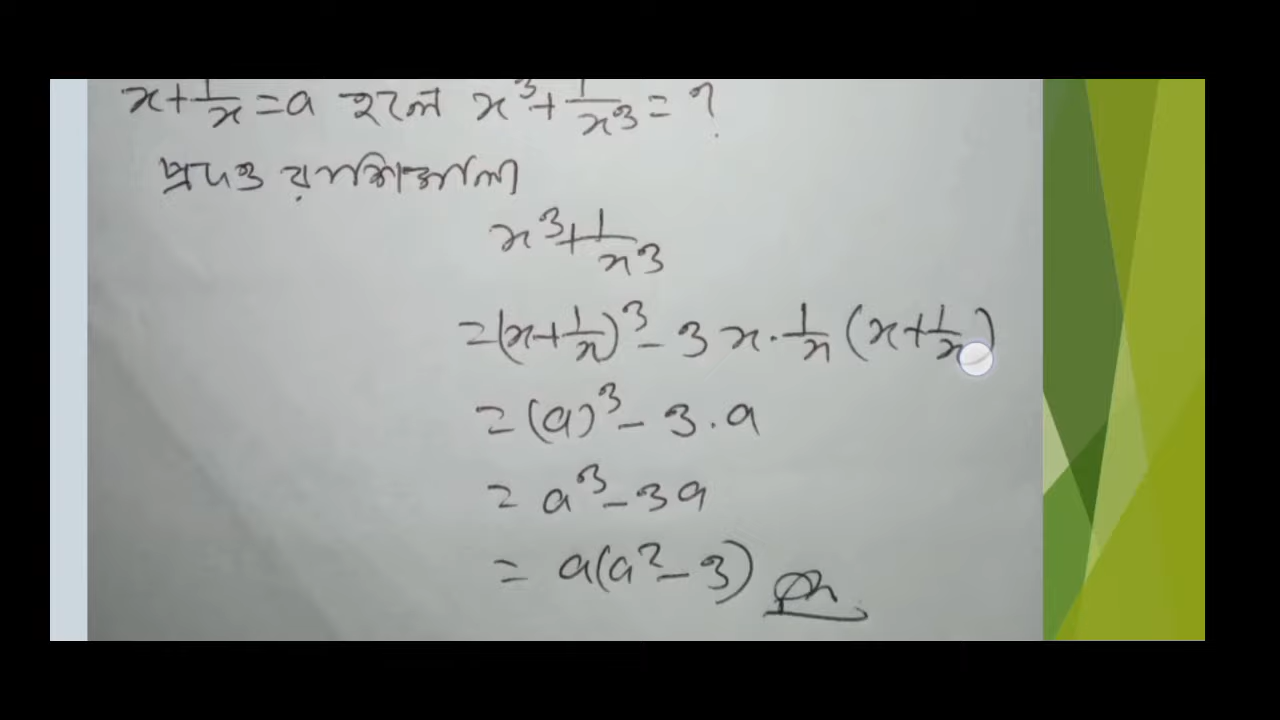 x + 1/x = a হলে x³ + 1/x³ = ?
প্রদত্ত রাশিমালা
x³ + 1/x³
= (x + 1/x)³ - 3 x · 1/x (x + 1/x)
= (a)³ - 3 . a
= a³ - 3a
= a(a² - 3)